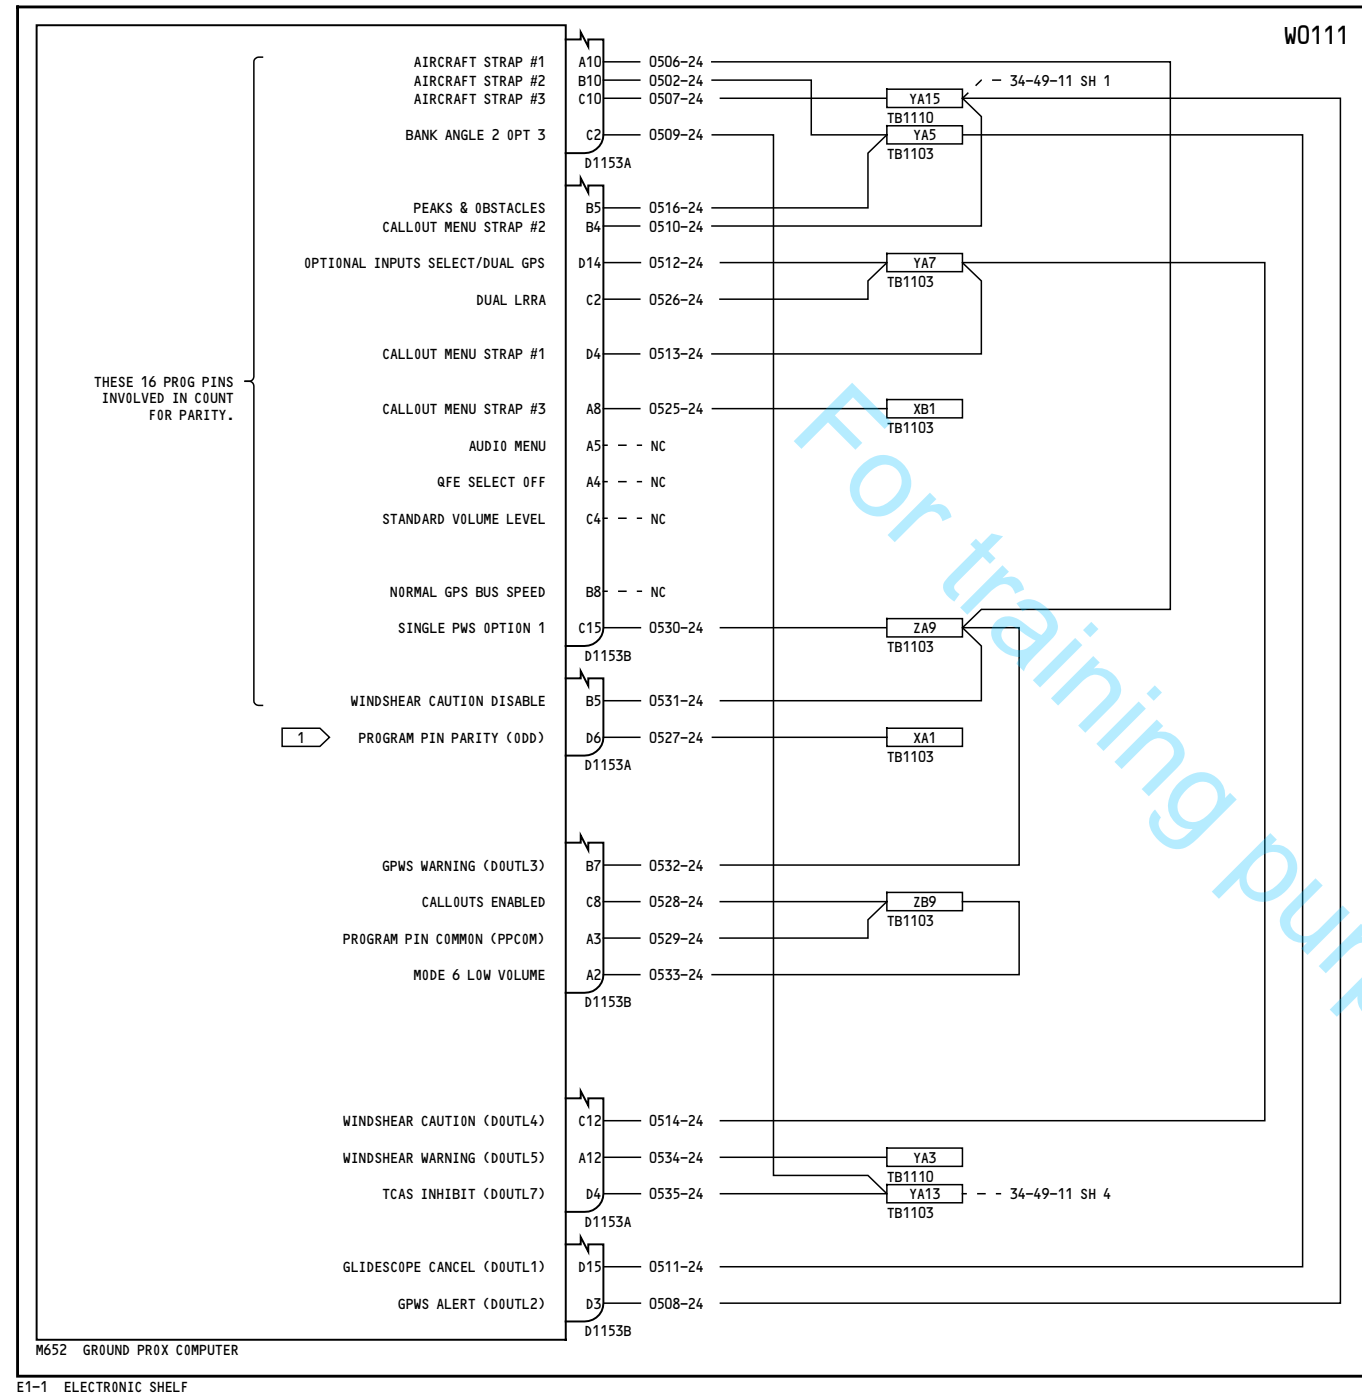 W0111
AIRCRAFT STRAP #1 A10 0506-24
AIRCRAFT STRAP #2 B10 0502-24 34-49-11 SH 1
AIRCRAFT STRAP #3 C10 0507-24 YA15
TB1110
BANK ANGLE 2 OPT 3 C2 0509-24 YA5
D1153A TB1103
PEAKS & OBSTACLES B5 0516-24
CALLOUT MENU STRAP #2 B4 0510-24
OPTIONAL INPUTS SELECT/DUAL GPS D14 0512-24 YA7
TB1103
DUAL LRRA C2 0526-24
CALLOUT MENU STRAP #1 D4 0513-24
THESE 16 PROG PINS
INVOLVED IN COUNT
FOR PARITY.
CALLOUT MENU STRAP #3 A8 0525-24 XB1
TB1103
AUDIO MENU A5 NC
QFE SELECT OFF A4 NC
STANDARD VOLUME LEVEL C4 NC
NORMAL GPS BUS SPEED B8 NC
SINGLE PWS OPTION 1 C15 0530-24 ZA9
D1153B TB1103
WINDSHEAR CAUTION DISABLE B5 0531-24
1 PROGRAM PIN PARITY (ODD) D6 0527-24 XA1
D1153A TB1103
GPWS WARNING (DOUTL3) B7 0532-24
CALLOUTS ENABLED C8 0528-24 ZB9
TB1103
PROGRAM PIN COMMON (PPCOM) A3 0529-24
MODE 6 LOW VOLUME A2 0533-24
D1153B
WINDSHEAR CAUTION (DOUTL4) C12 0514-24
WINDSHEAR WARNING (DOUTL5) A12 0534-24 YA3
TB1110
TCAS INHIBIT (DOUTL7) D4 0535-24 YA13 34-49-11 SH 4
D1153A TB1103
GLIDESCOPE CANCEL (DOUTL1) D15 0511-24
GPWS ALERT (DOUTL2) D3 0508-24
D1153B
M652 GROUND PROX COMPUTER
E1-1 ELECTRONIC SHELF
For training purp